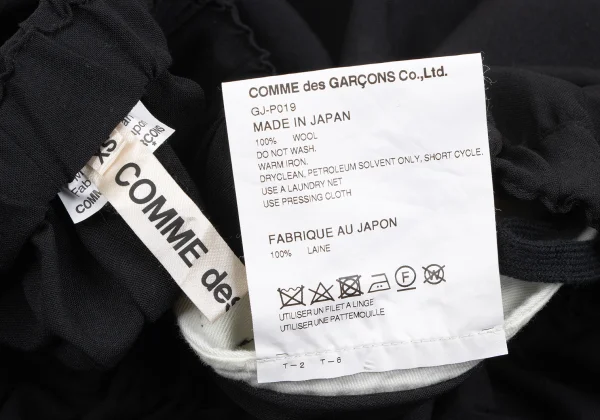 COMME des GARÇONS Co.,Ltd.
GJ-P019
MADE IN JAPAN
100% WOOL
DO NOT WASH.
WARM IRON.
DRYCLEAN, PETROLEUM SOLVENT ONLY, SHORT CYCLE.
USE A LAUNDRY NET
USE PRESSING CLOTH
FABRIQUE AU JAPON
100% LAINE
F W
UTILISER UN FILET A LINGE
UTILISER UNE PATTEMOUILLE
T-2 T-6
XS
COMME des